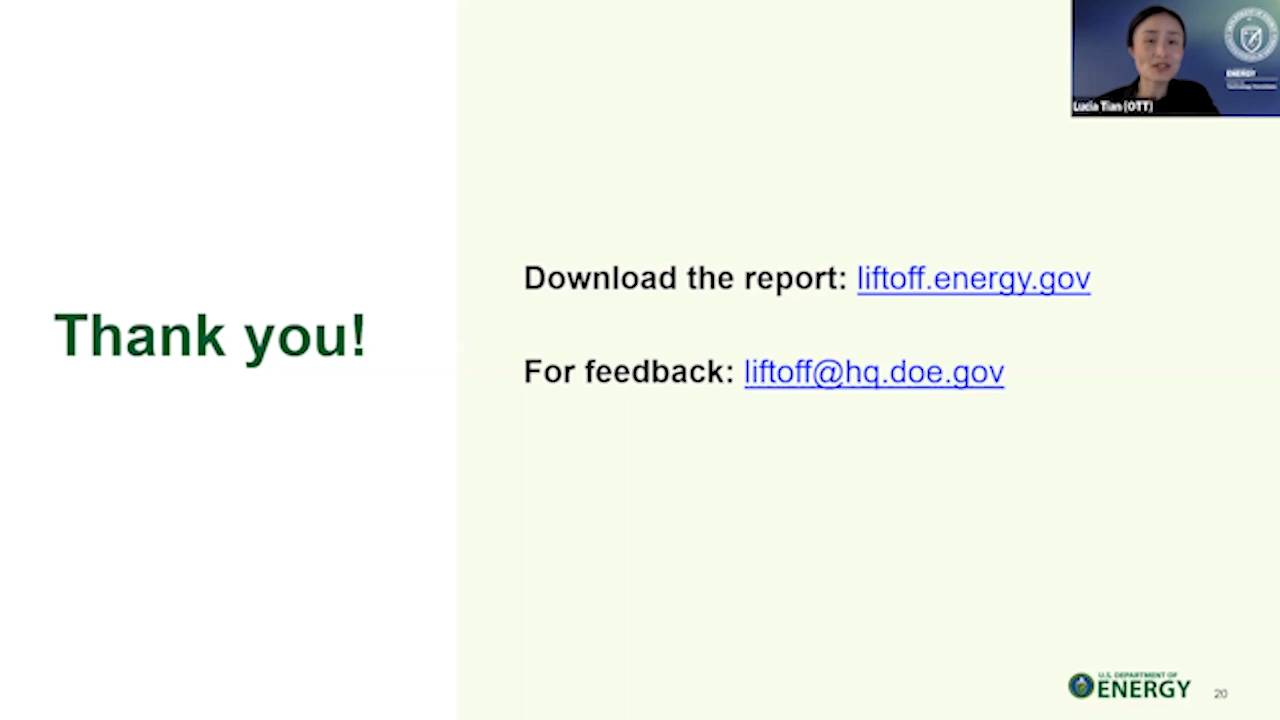 Lucia Tian (OTT)
ENERGY
Thank you!
Download the report: liftoff.energy.gov
For feedback: liftoff@hq.doe.gov
U.S. DEPARTMENT OF
ENERGY
20